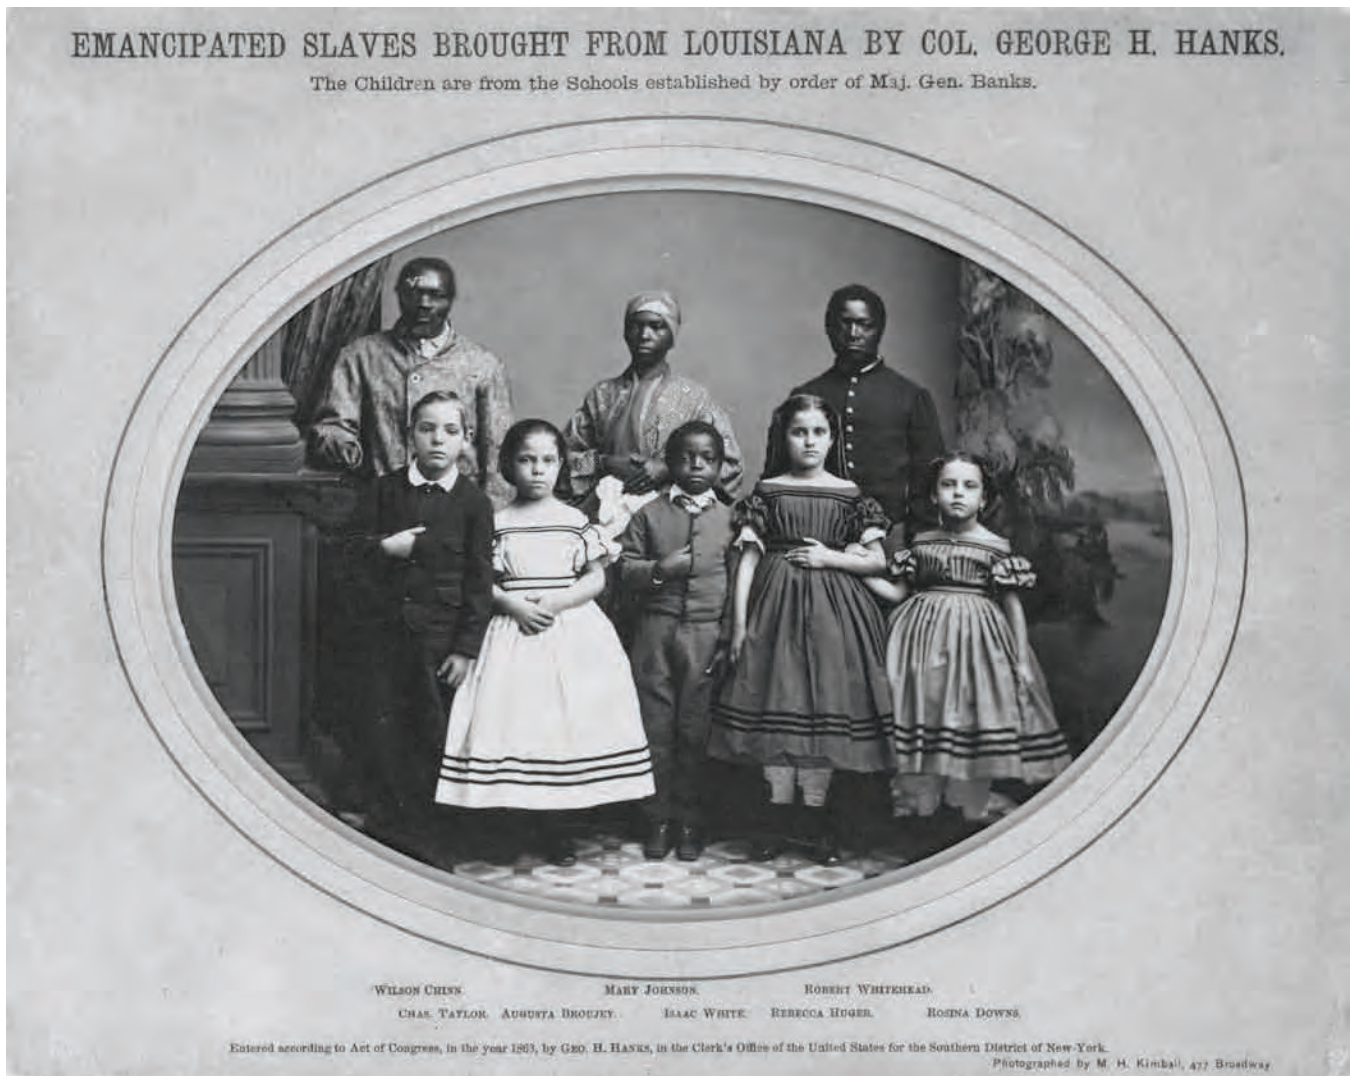 EMANCIPATED SLAVES BROUGHT FROM LOUISIANA BY COL. GEORGE H. HANKS.
The Children are from the Schools established by order of Maj. Gen. Banks.
WILSON CHINN. MARY JOHNSON. ROBERT WHITEHEAD.
CHAS. TAYLOR. AUGUSTA BROUJEY. ISAAC WHITE. REBECCA HUGER. ROSINA DOWNS.
Entered according to Act of Congress, in the year 1863, by GEO. H. HANKS, in the Clerk's Office of the United States for the Southern District of New-York.
Photographed by M. H. Kimball, 477 Broadway